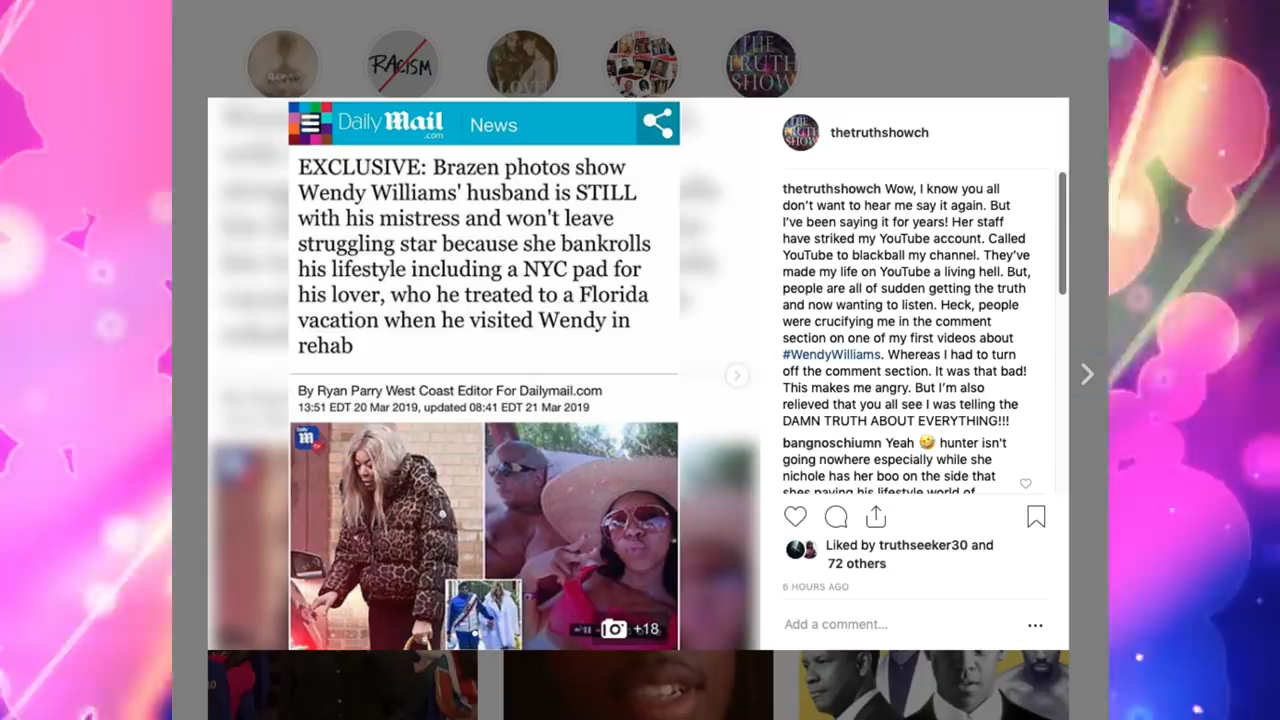 RACISM
LOVE
THE
TRUTH
SHOW
Daily Mail
.com
News
EXCLUSIVE: Brazen photos show
Wendy Williams' husband is STILL
with his mistress and won't leave
struggling star because she bankrolls
his lifestyle including a NYC pad for
his lover, who he treated to a Florida
vacation when he visited Wendy in
rehab
By Ryan Parry West Coast Editor For Dailymail.com
13:51 EDT 20 Mar 2019, updated 08:41 EDT 21 Mar 2019
+18
THE
TRUTH
SHOW
thetruthshowch
thetruthshowch Wow, I know you all
don't want to hear me say it again. But
I've been saying it for years! Her staff
have striked my YouTube account. Called
YouTube to blackball my channel. They've
made my life on YouTube a living hell. But,
people are all of sudden getting the truth
and now wanting to listen. Heck, people
were crucifying me in the comment
section on one of my first videos about
#WendyWilliams. Whereas I had to turn
off the comment section. It was that bad!
This makes me angry. But I'm also
relieved that you all see I was telling the
DAMN TRUTH ABOUT EVERYTHING!!!
bangnoschiumn Yeah 🤣 hunter isn't
going nowhere especially while she
nichole has her boo on the side that
shes paying his lifestyle world of
Liked by truthseeker30 and
72 others
6 HOURS AGO
Add a comment...